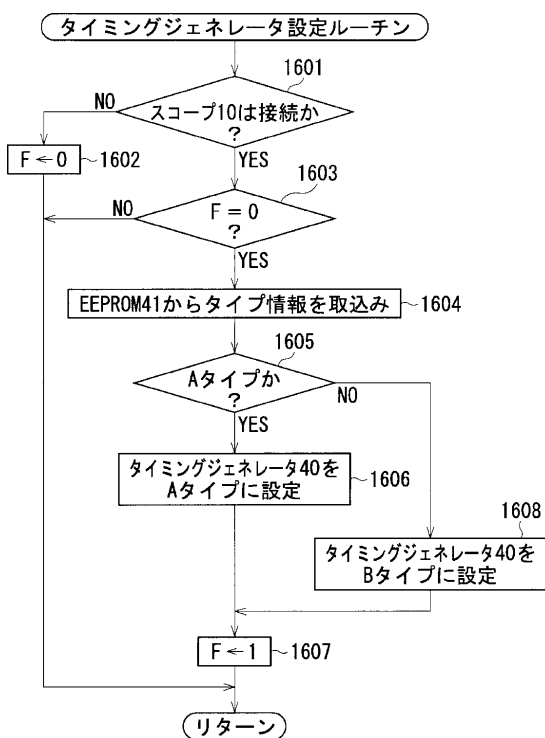 タイミングジェネレータ設定ルーチン
1601
スコープ10は接続か
?
NO
YES
F←0
1602
1603
F=0
?
NO
YES
EEPROM41からタイプ情報を取込み
1604
1605
Aタイプか
?
NO
YES
タイミングジェネレータ40を
Aタイプに設定
1606
1608
タイミングジェネレータ40を
Bタイプに設定
F←1
1607
リターン